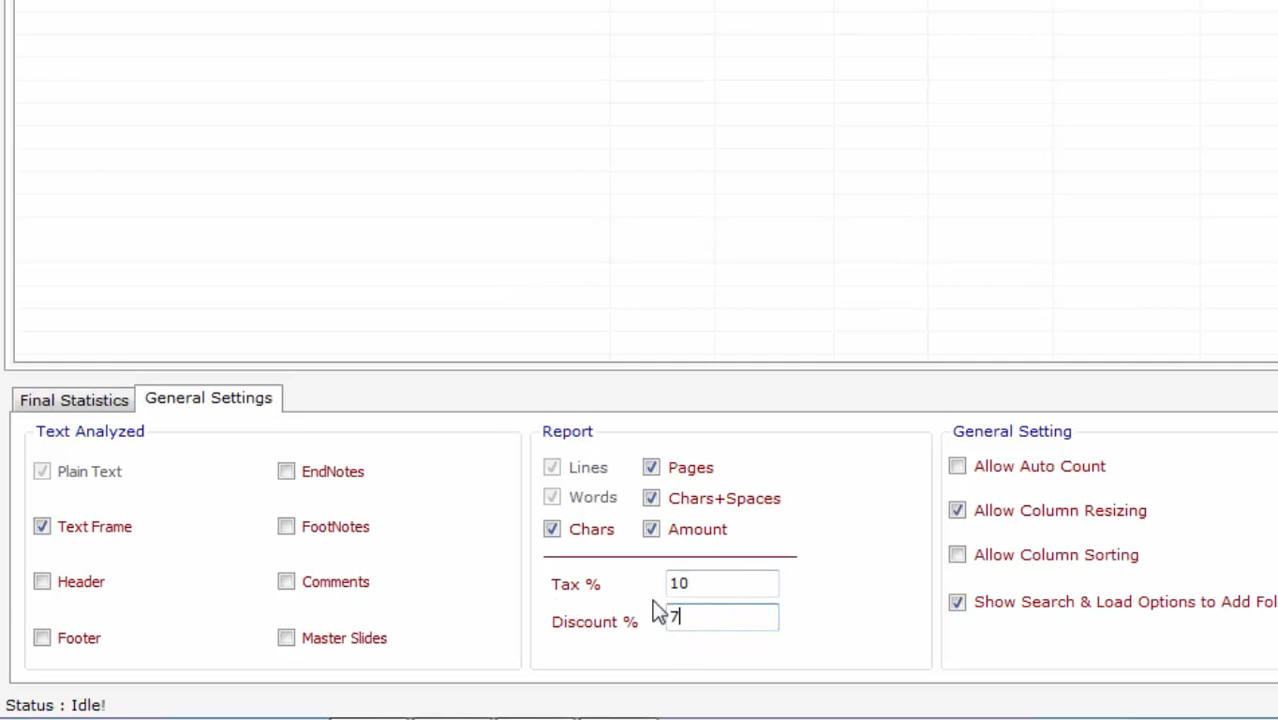 Final Statistics
General Settings
Text Analyzed
Plain Text
EndNotes
Text Frame
FootNotes
Header
Comments
Footer
Master Slides
Report
Lines
Pages
Words
Chars+Spaces
Chars
Amount
Tax %
10
Discount %
7
General Setting
Allow Auto Count
Allow Column Resizing
Allow Column Sorting
Show Search & Load Options to Add Fol
Status : Idle!